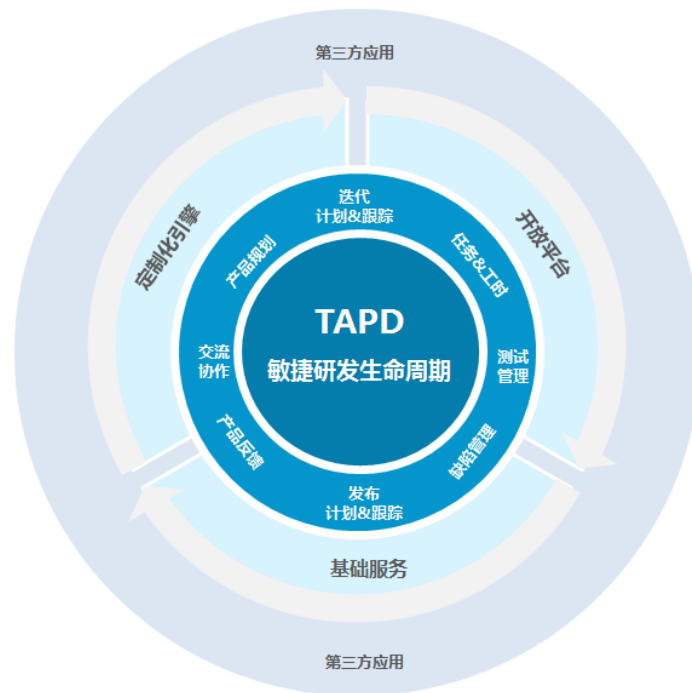 第三方应用
定制化引擎
开放平台
迭代
计划&跟踪
产品规划
任务&工时
TAPD
敏捷研发生命周期
交流
协作
测试
管理
产品反馈
缺陷管理
发布
计划&跟踪
基础服务
第三方应用